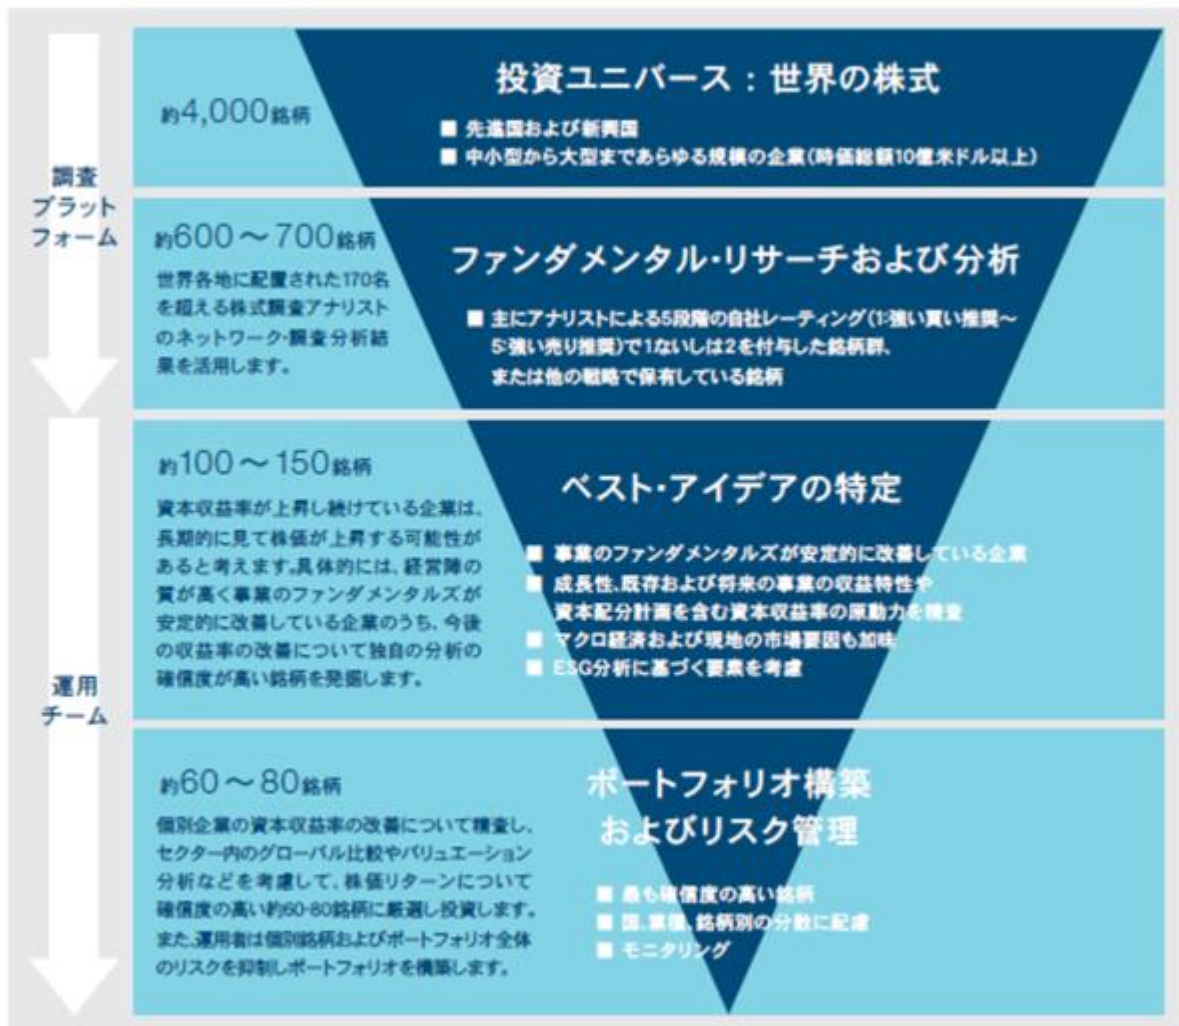 調査
プラット
フォーム
約4,000銘柄
投資ユニバース：世界の株式
■ 先進国および新興国
■ 中小型から大型まであらゆる規模の企業（時価総額10億米ドル以上）
約600～700銘柄
世界各地に配置された170名
を超える株式調査アナリスト
のネットワーク・調査分析結
果を活用します。
ファンダメンタル・リサーチおよび分析
■ 主にアナリストによる5段階の自社レーティング（1:強い買い推奨～
5:強い売り推奨）で1ないしは2を付与した銘柄群、
または他の戦略で保有している銘柄
運用
チーム
約100～150銘柄
資本収益率が上昇し続けている企業は、
長期的に見て株価が上昇する可能性が
あると考えます。具体的には、経営陣の
質が高く事業のファンダメンタルズが
安定的に改善している企業のうち、今後
の収益率の改善について独自の分析の
確信度が高い銘柄を発掘します。
ベスト・アイデアの特定
■ 事業のファンダメンタルズが安定的に改善している企業
■ 成長性、既存および将来の事業の収益特性や
資本配分計画を含む資本収益率の原動力を精査
■ マクロ経済および現地の市場要因も加味
■ ESG分析に基づく要素を考慮
約60～80銘柄
個別企業の資本収益率の改善について精査し、
セクター内のグローバル比較やバリュエーション
分析などを考慮して、株価リターンについて
確信度の高い約60-80銘柄に厳選し投資します。
また、運用者は個別銘柄およびポートフォリオ全体
のリスクを抑制しポートフォリオを構築します。
ポートフォリオ構築
およびリスク管理
■ 最も確信度の高い銘柄
■ 国、業種、銘柄別の分散に配慮
■ モニタリング